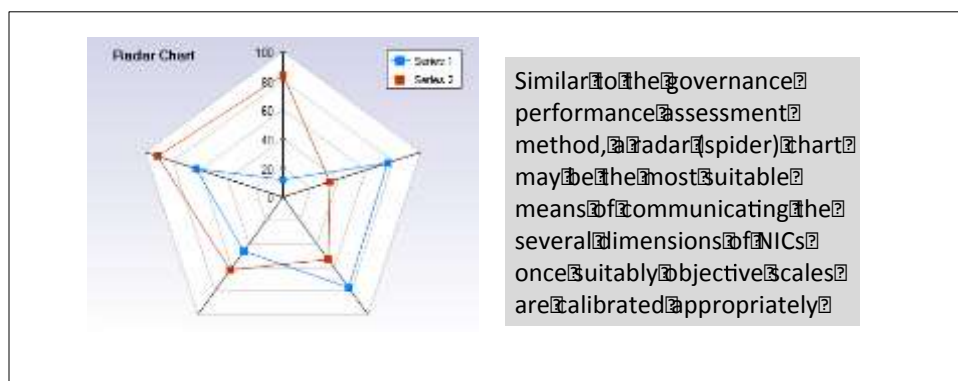 Radar Chart
100
80
60
40
20
0
Series 1
Series 2
Similar to the governance
performance assessment
method, a radar (spider) chart
may be the most suitable
means of communicating the
several dimensions of NICs
once suitably objective scales
are calibrated appropriately